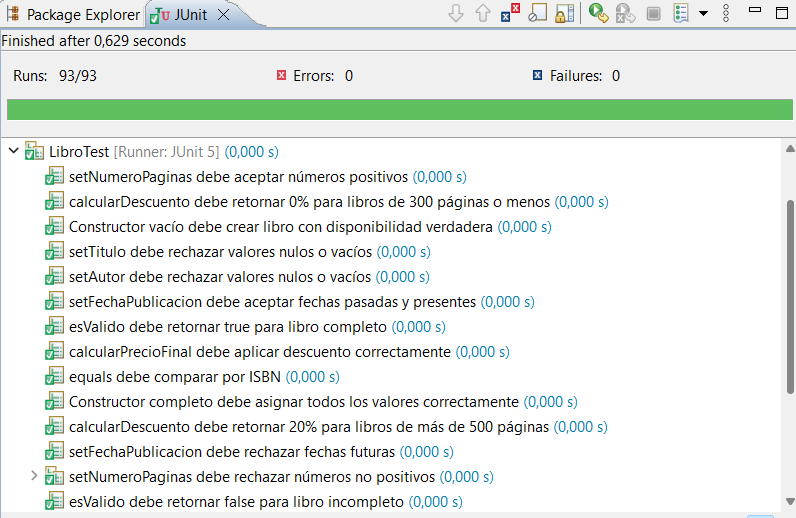 Package Explorer JUnit
Finished after 0,629 seconds
Runs: 93/93 Errors: 0 Failures: 0
LibroTest [Runner: JUnit 5] (0,000 s)
setNumeroPaginas debe aceptar números positivos (0,000 s)
calcularDescuento debe retornar 0% para libros de 300 páginas o menos (0,000 s)
Constructor vacío debe crear libro con disponibilidad verdadera (0,000 s)
setTitulo debe rechazar valores nulos o vacíos (0,000 s)
setAutor debe rechazar valores nulos o vacíos (0,000 s)
setFechaPublicacion debe aceptar fechas pasadas y presentes (0,000 s)
esValido debe retornar true para libro completo (0,000 s)
calcularPrecioFinal debe aplicar descuento correctamente (0,000 s)
equals debe comparar por ISBN (0,000 s)
Constructor completo debe asignar todos los valores correctamente (0,000 s)
calcularDescuento debe retornar 20% para libros de más de 500 páginas (0,000 s)
setFechaPublicacion debe rechazar fechas futuras (0,000 s)
setNumeroPaginas debe rechazar números no positivos (0,000 s)
esValido debe retornar false para libro incompleto (0,000 s)